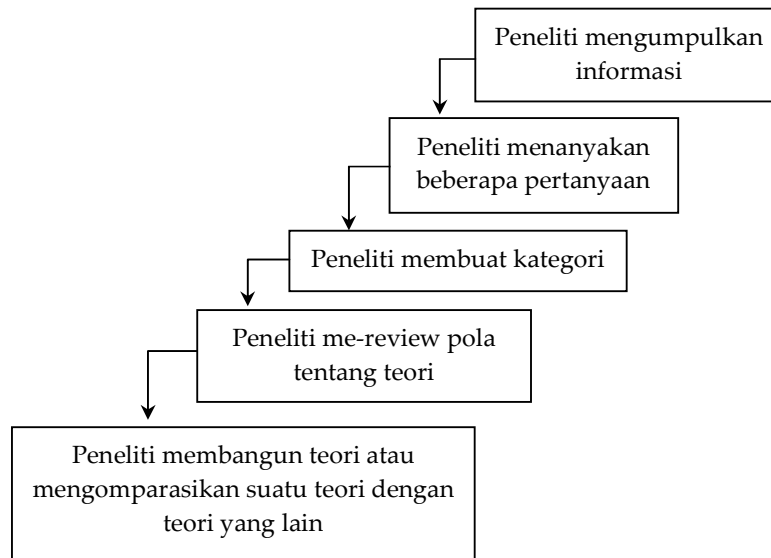 Peneliti mengumpulkan
informasi
Peneliti menanyakan
beberapa pertanyaan
Peneliti membuat kategori
Peneliti me-review pola
tentang teori
Peneliti membangun teori atau
mengomparasikan suatu teori dengan
teori yang lain